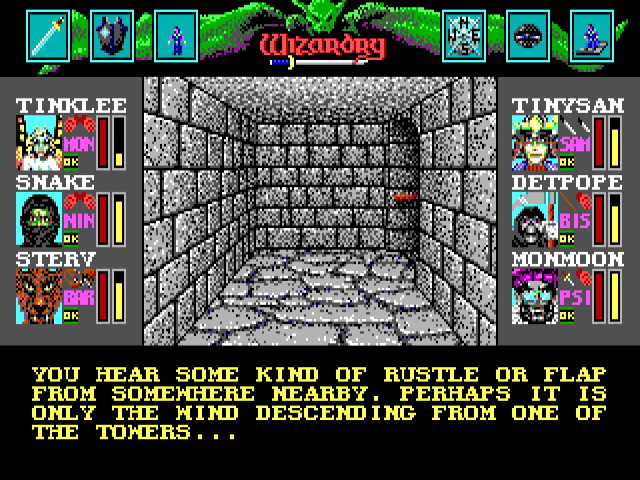 N
W E
S
Wizardry
TINKLEE
MON
OK
SNAKE
NIN
OK
STERV
BAR
OK
TINYSAN
SAM
OK
DETPOPE
BIS
OK
MONMOON
PSI
OK
YOU HEAR SOME KIND OF RUSTLE OR FLAP
FROM SOMEWHERE NEARBY. PERHAPS IT IS
ONLY THE WIND DESCENDING FROM ONE OF
THE TOWERS...